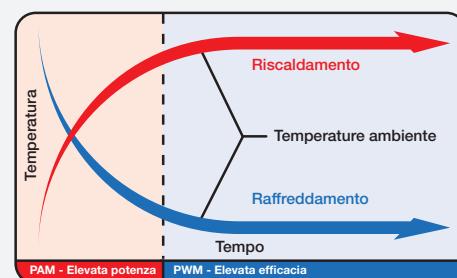 Temperatura
Riscaldamento
Temperature ambiente
Raffreddamento
Tempo
PAM - Elevata potenza
PWM - Elevata efficacia